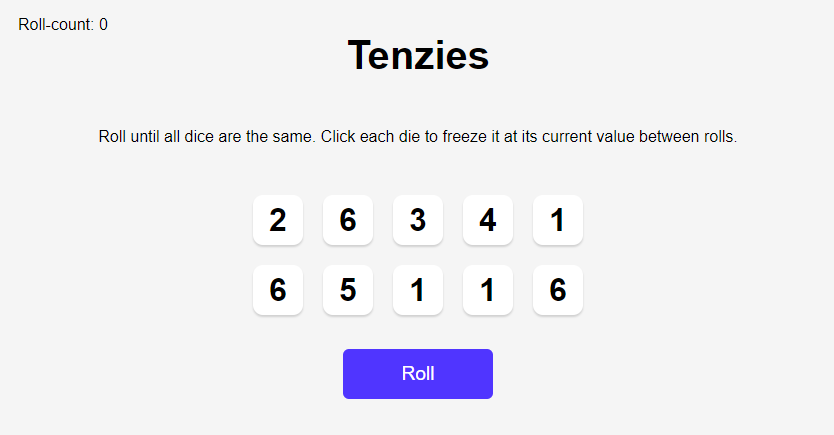 Roll-count: 0
Tenzies
Roll until all dice are the same. Click each die to freeze it at its current value between rolls.
2 6 3 4 1
6 5 1 1 6
Roll